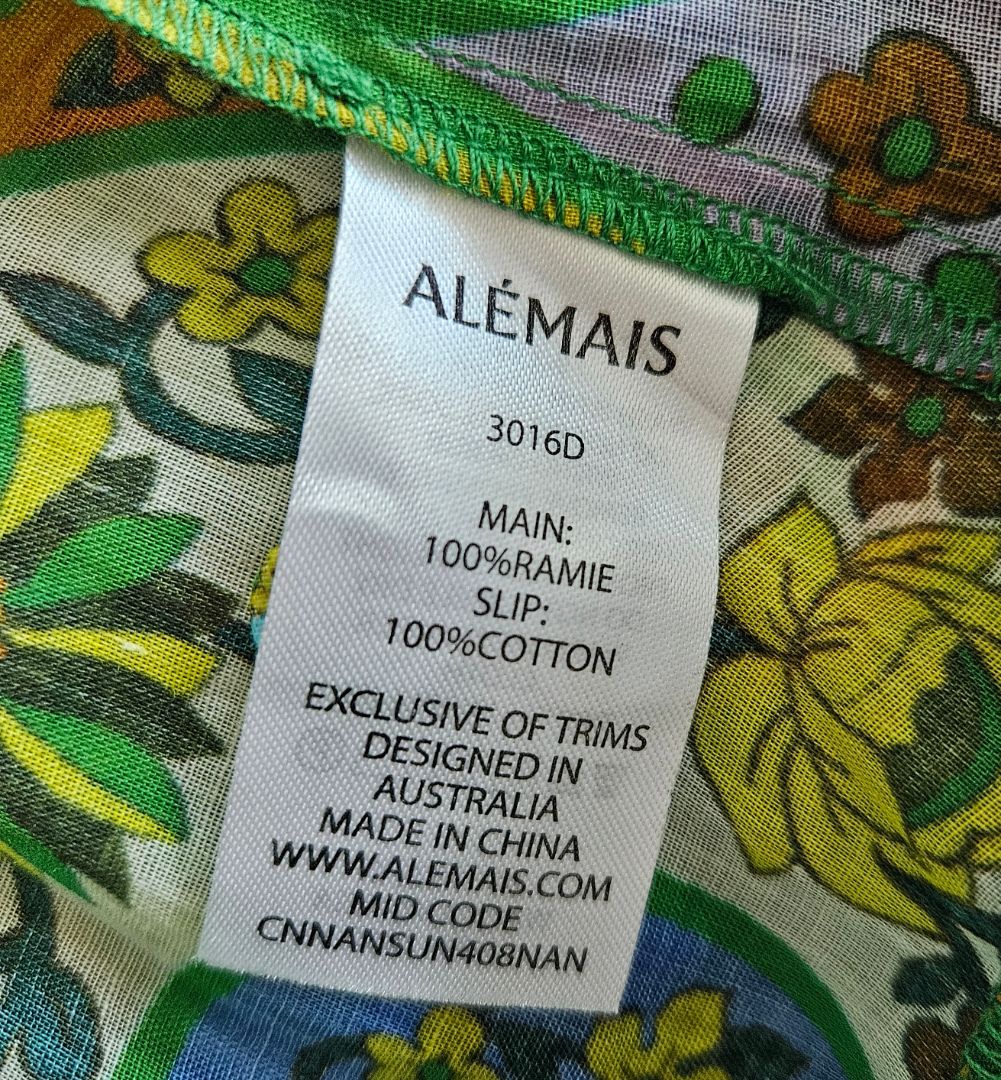 ALÉMAIS
3016D
MAIN:
100%RAMIE
SLIP:
100%COTTON
EXCLUSIVE OF TRIMS
DESIGNED IN
AUSTRALIA
MADE IN CHINA
WWW.ALEMAIS.COM
MID CODE
CNNANSUN408NAN